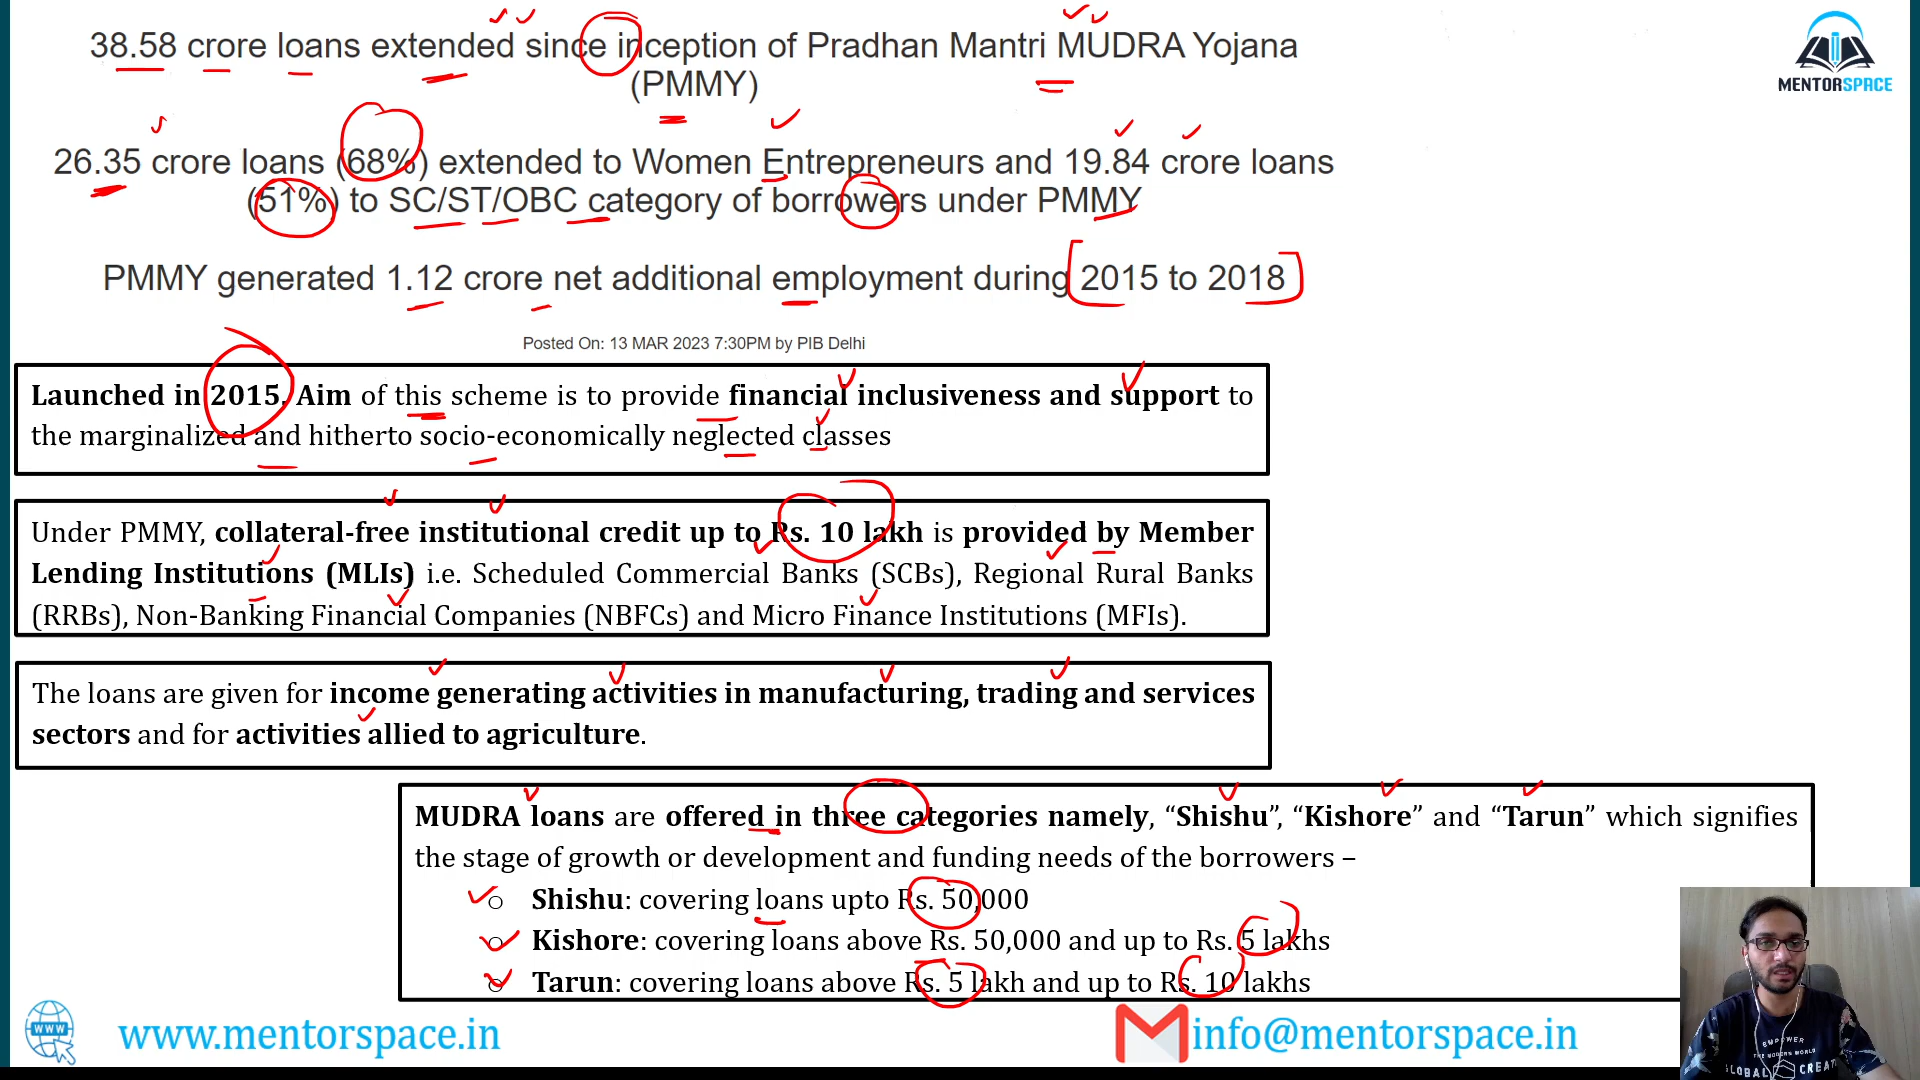 38.58 crore loans extended since inception of Pradhan Mantri MUDRA Yojana
(PMMY)
MENTORSPACE
26.35 crore loans (68%) extended to Women Entrepreneurs and 19.84 crore loans
(51%) to SC/ST/OBC category of borrowers under PMMY
PMMY generated 1.12 crore net additional employment during 2015 to 2018
Posted On: 13 MAR 2023 7:30PM by PIB Delhi
Launched in 2015. Aim of this scheme is to provide financial inclusiveness and support to
the marginalized and hitherto socio-economically neglected classes
Under PMMY, collateral-free institutional credit up to Rs. 10 lakh is provided by Member
Lending Institutions (MLIs) i.e. Scheduled Commercial Banks (SCBs), Regional Rural Banks
(RRBs), Non-Banking Financial Companies (NBFCs) and Micro Finance Institutions (MFIs).
The loans are given for income generating activities in manufacturing, trading and services
sectors and for activities allied to agriculture.
MUDRA loans are offered in three categories namely, “Shishu”, “Kishore” and “Tarun” which signifies
the stage of growth or development and funding needs of the borrowers –
o Shishu: covering loans upto Rs. 50,000
o Kishore: covering loans above Rs. 50,000 and up to Rs. 5 lakhs
o Tarun: covering loans above Rs. 5 lakh and up to Rs. 10 lakhs
WWW
www.mentorspace.in
info@mentorspace.in
EMPOWER
THE MODERN WORLD
GLOBAL CREAT